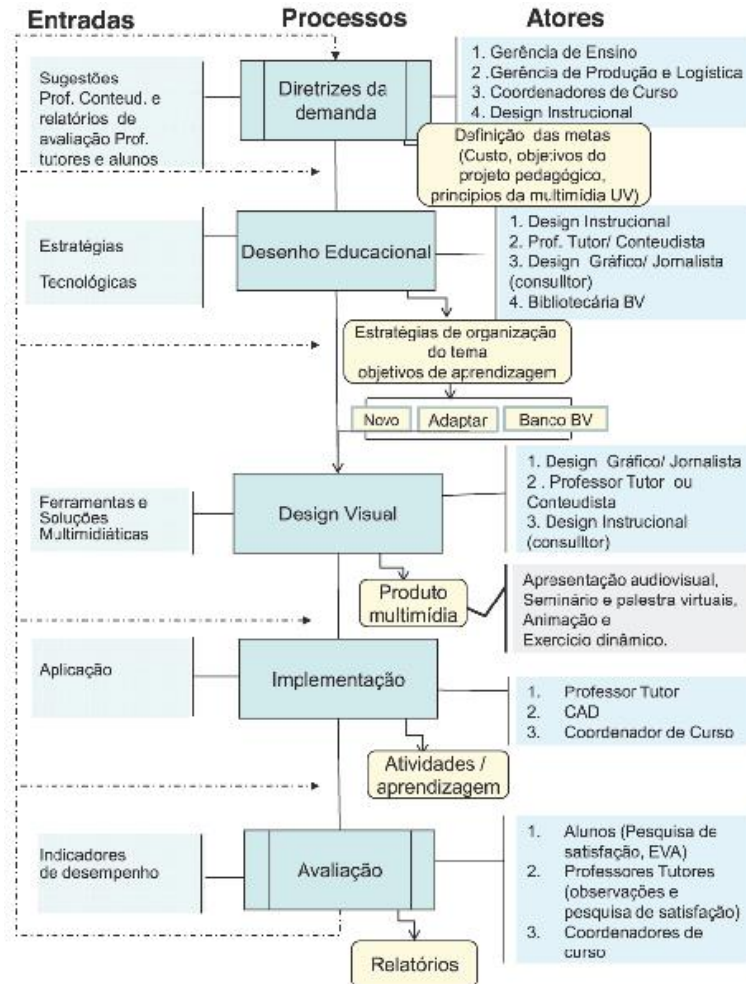 Entradas
Processos
Atores
Sugestões
Prof. Conteud. e
relatórios de
avaliação Prof.
tutores e alunos
Diretrizes da
demanda
1. Gerência de Ensino
2 .Gerência de Produção e Logística
3. Coordenadores de Curso
4. Design Instrucional
Definição das metas
(Custo, objetivos do
projeto pedagógico,
principios da multimídia UV)
Estratégias
Tecnológicas
Desenho Educacional
1. Design Instrucional
2. Prof. Tutor/ Conteudista
3. Design Gráfico/ Jornalista
(consulltor)
4. Bibliotecária BV
Estratégias de organização
do tema
objetivos de aprendizagem
Novo
Adaptar
Banco BV
Ferramentas e
Soluções
Multimidiáticas
Design Visual
1. Design Gráfico/ Jornalista
2 . Professor Tutor ou
Conteudista
3. Design Instrucional
(consulltor)
Produto
multimídia
Apresentação audiovisual,
Seminário e palestra virtuais,
Animação e
Exercício dinâmico.
Aplicação
Implementação
1. Professor Tutor
2. CAD
3. Coordenador de Curso
Atividades /
aprendizagem
Indicadores
de desempenho
Avaliação
1. Alunos (Pesquisa de
satisfação, EVA)
2. Professores Tutores
(observações e
pesquisa de satisfação)
3. Coordenadores de
curso
Relatórios